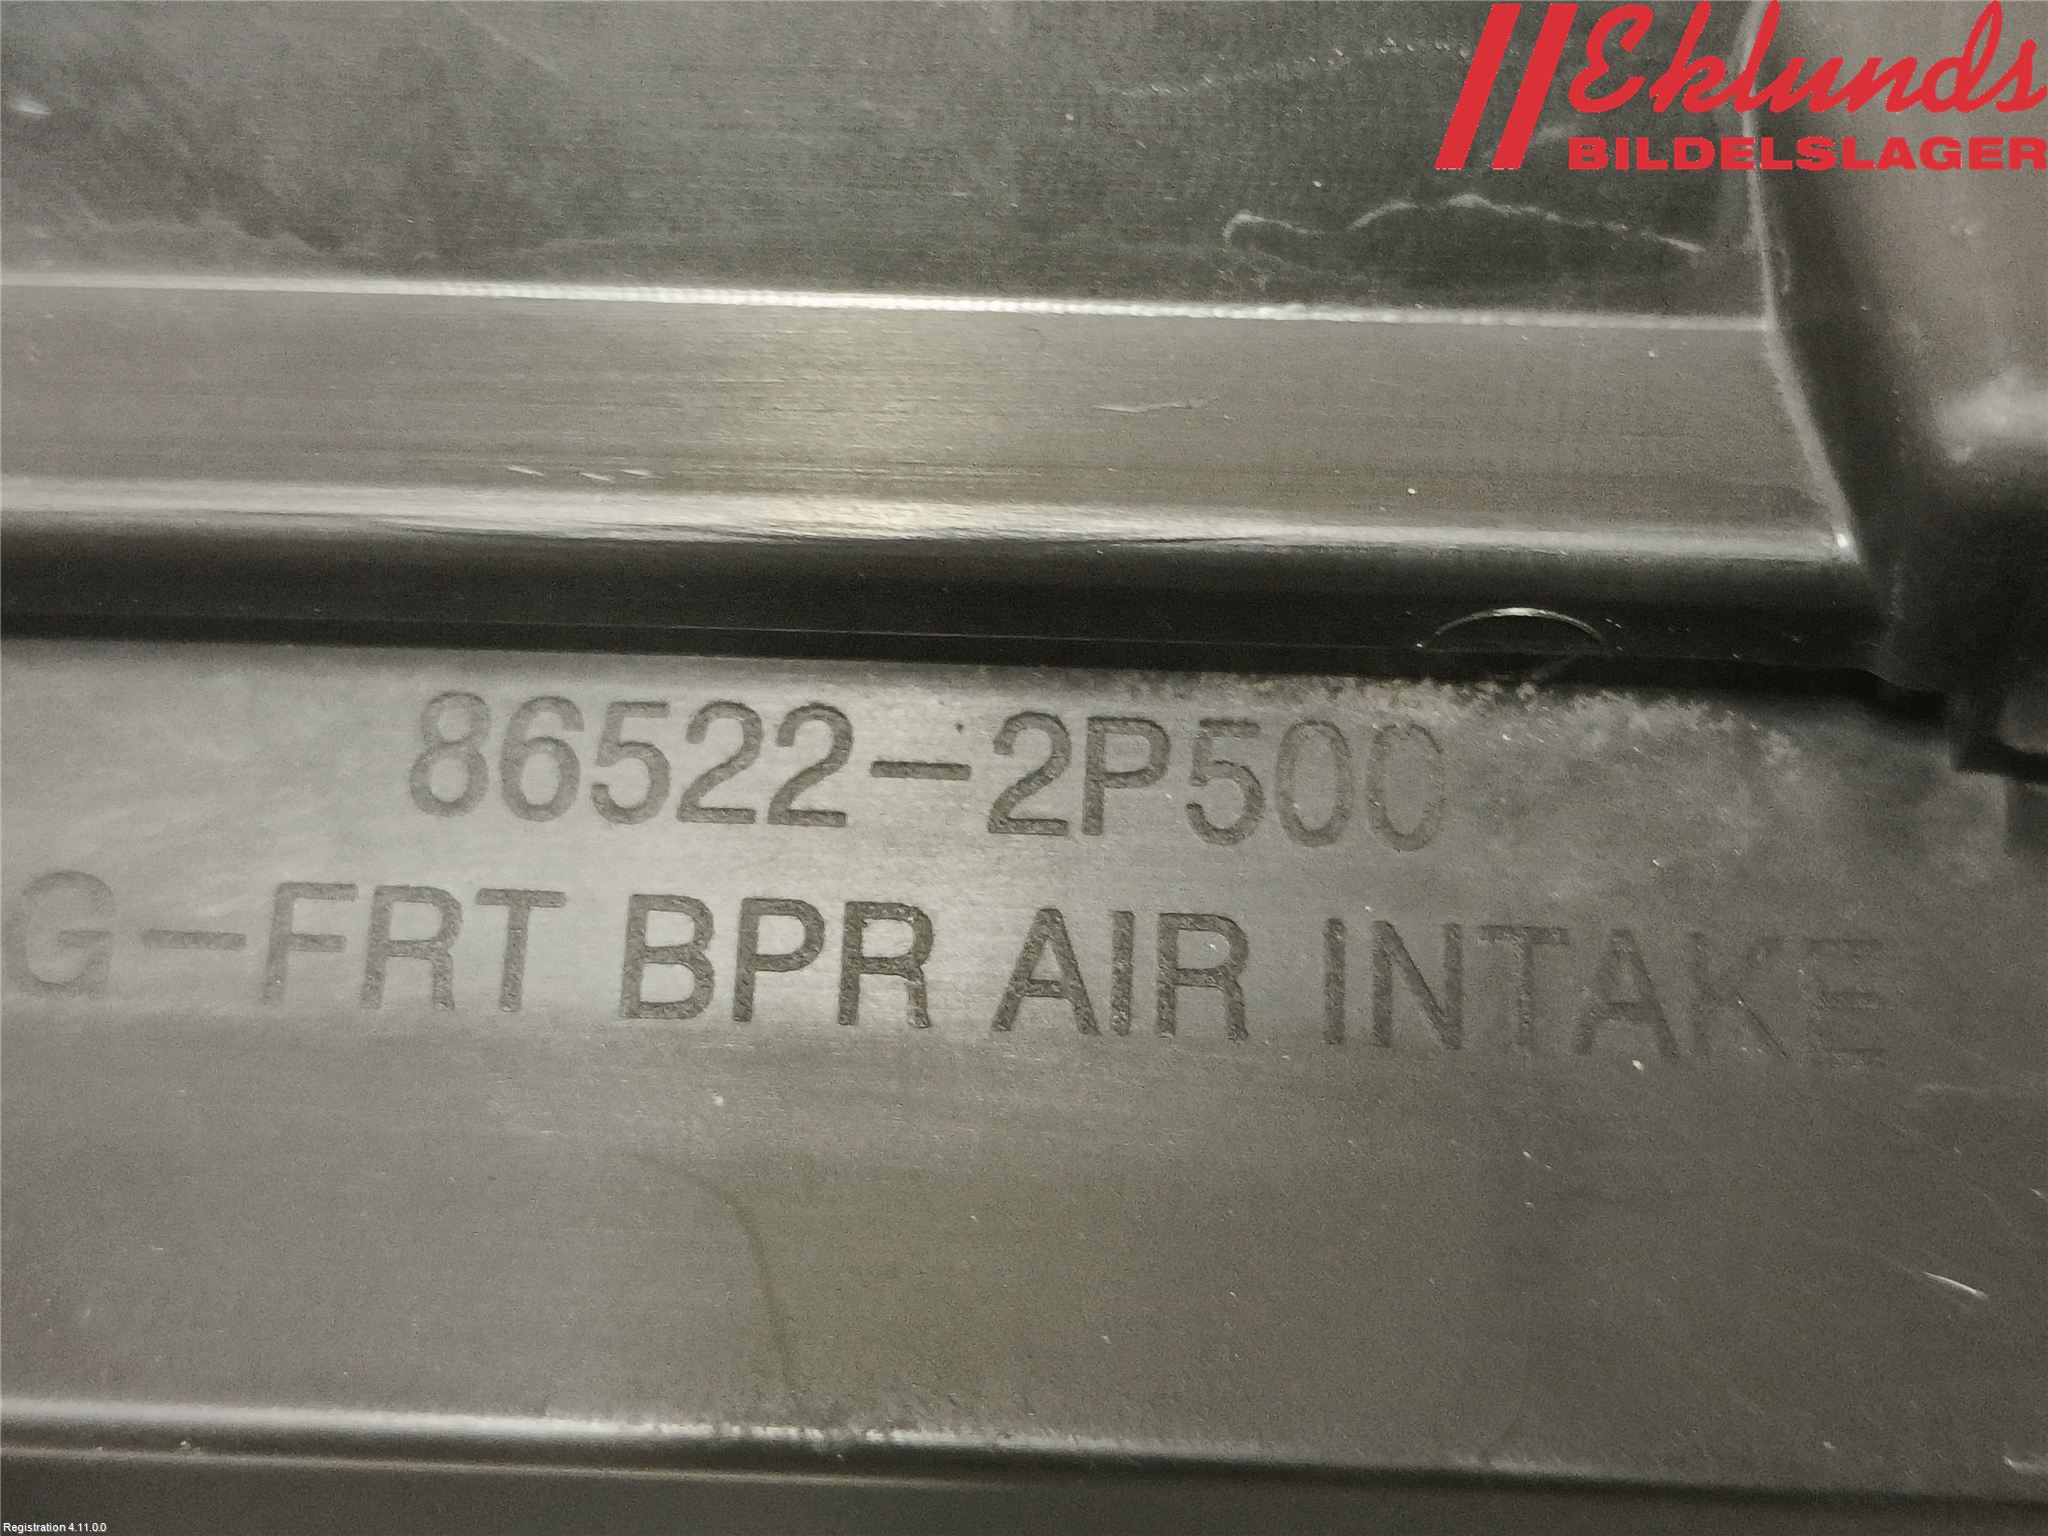 Eklunds
BILDELSLAGER
86522-2P500
G-FRT BPR AIR INTAKE
Registration 4.11.0.0